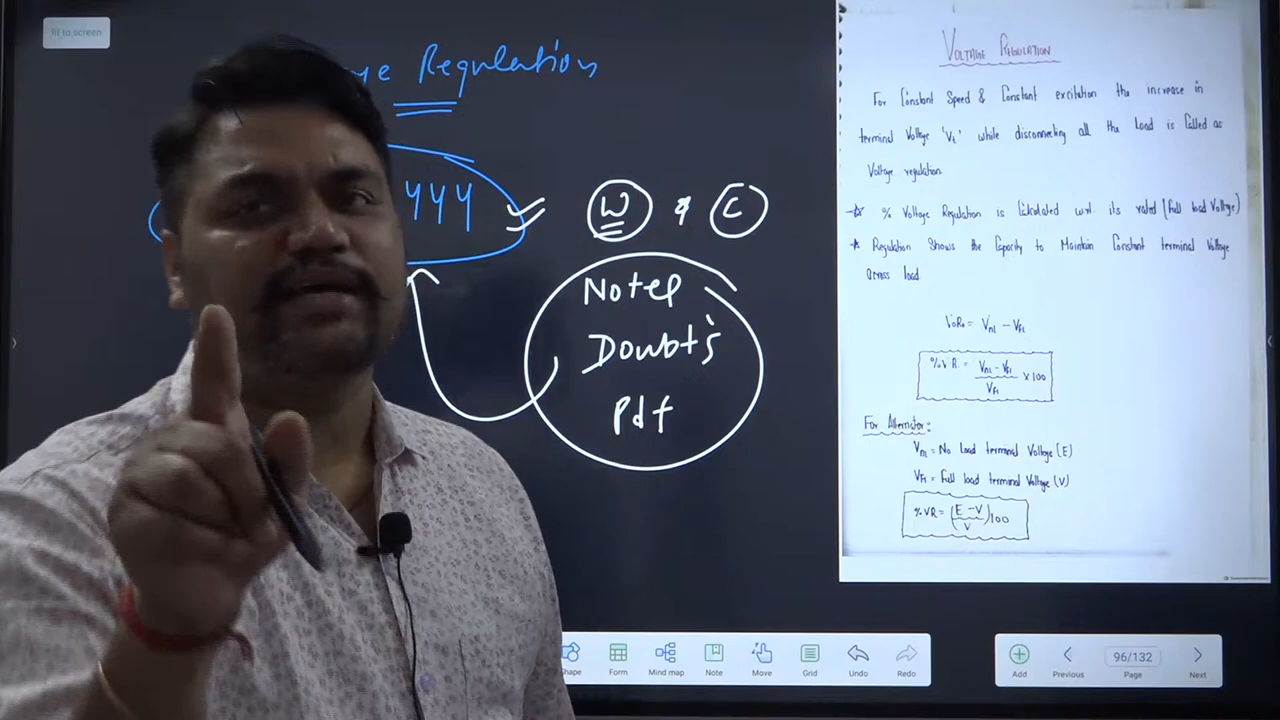 fit to screen
Regulation
444
W & C
Notes
Doubt's
Pdf
VOLTAGE REGULATION
For Constant Speed & Constant excitation the increase in
terminal Voltage 'Vt' while disconnecting all the Load is Called as
Voltage regulation
% Voltage Regulation is Calculated w.r.t. its rated (full load Voltage)
Regulation Shows the Capacity to Maintain Constant terminal Voltage
across load
VoRo = Vnl - VFl
% V R = Vnl - Vfl / VFl X 100
For Alternator:
Vnl = No Load terminal Voltage (E)
VFl = Full load terminal Voltage (V)
% VR = (E - V / V) 100
Shape
Form
Mind map
Note
Move
Grid
Undo
Redo
Add
Previous
96/132
Page
Next